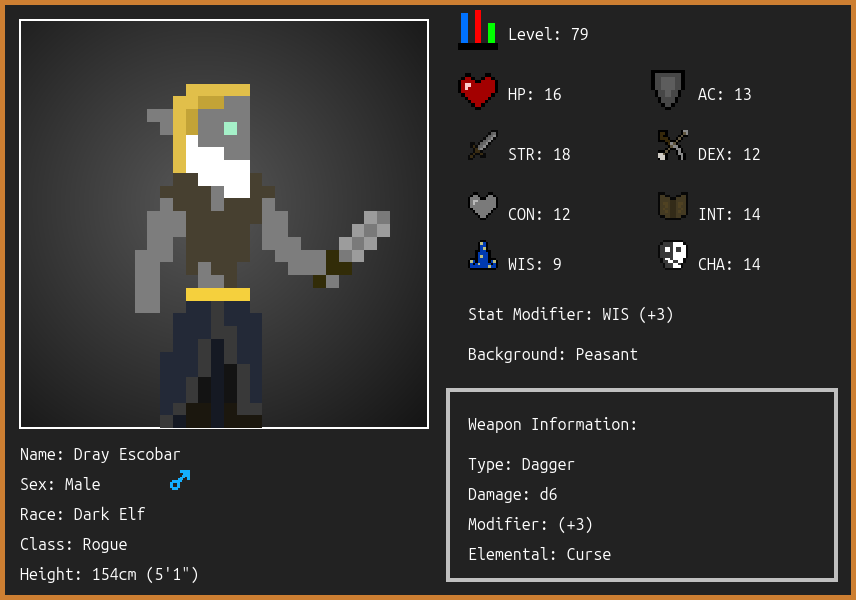 Level: 79
HP: 16
AC: 13
STR: 18
DEX: 12
CON: 12
INT: 14
WIS: 9
CHA: 14
Stat Modifier: WIS (+3)
Background: Peasant
Weapon Information:
Type: Dagger
Damage: d6
Modifier: (+3)
Elemental: Curse
Name: Dray Escobar
Sex: Male
Race: Dark Elf
Class: Rogue
Height: 154cm (5'1")